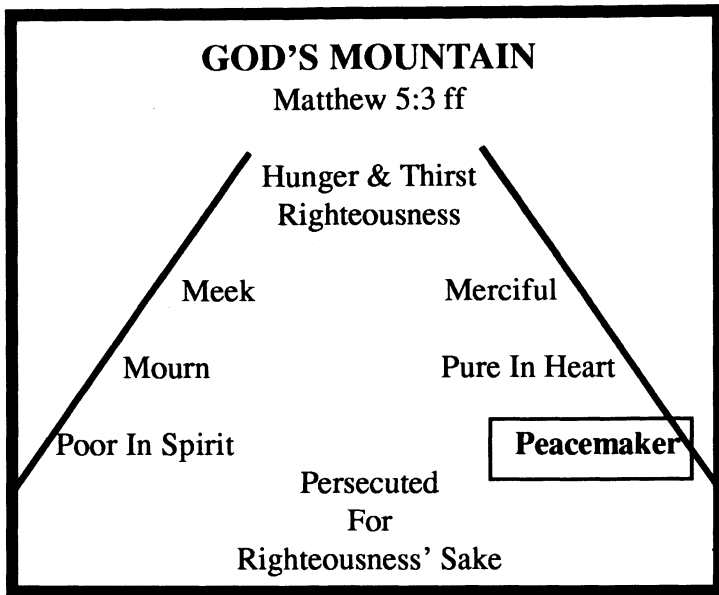 GOD'S MOUNTAIN
Matthew 5:3 ff
Hunger & Thirst
Righteousness
Meek
Merciful
Mourn
Pure In Heart
Poor In Spirit
Peacemaker
Persecuted
For
Righteousness' Sake